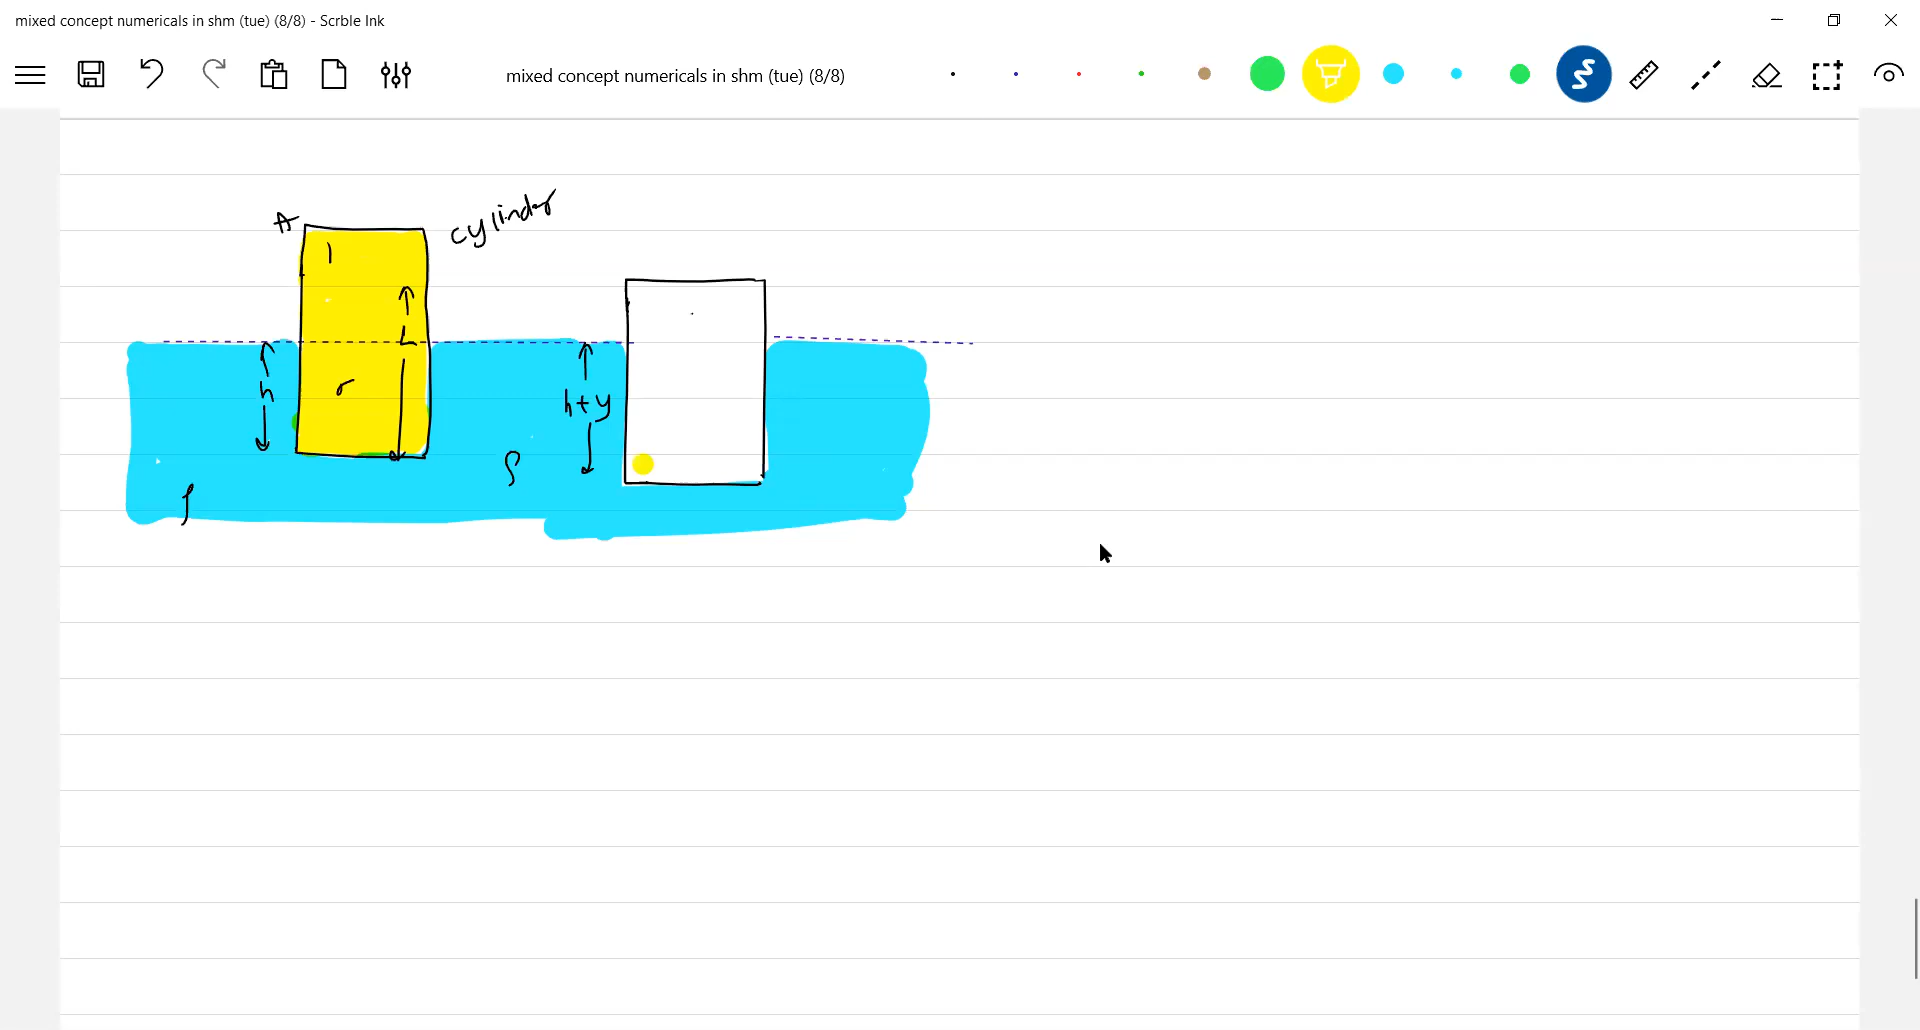 mixed concept numericals in shm (tue) (8/8) - Scrble Ink
mixed concept numericals in shm (tue) (8/8)
A
cylinder
L
h
σ
h+y
ρ
ρ